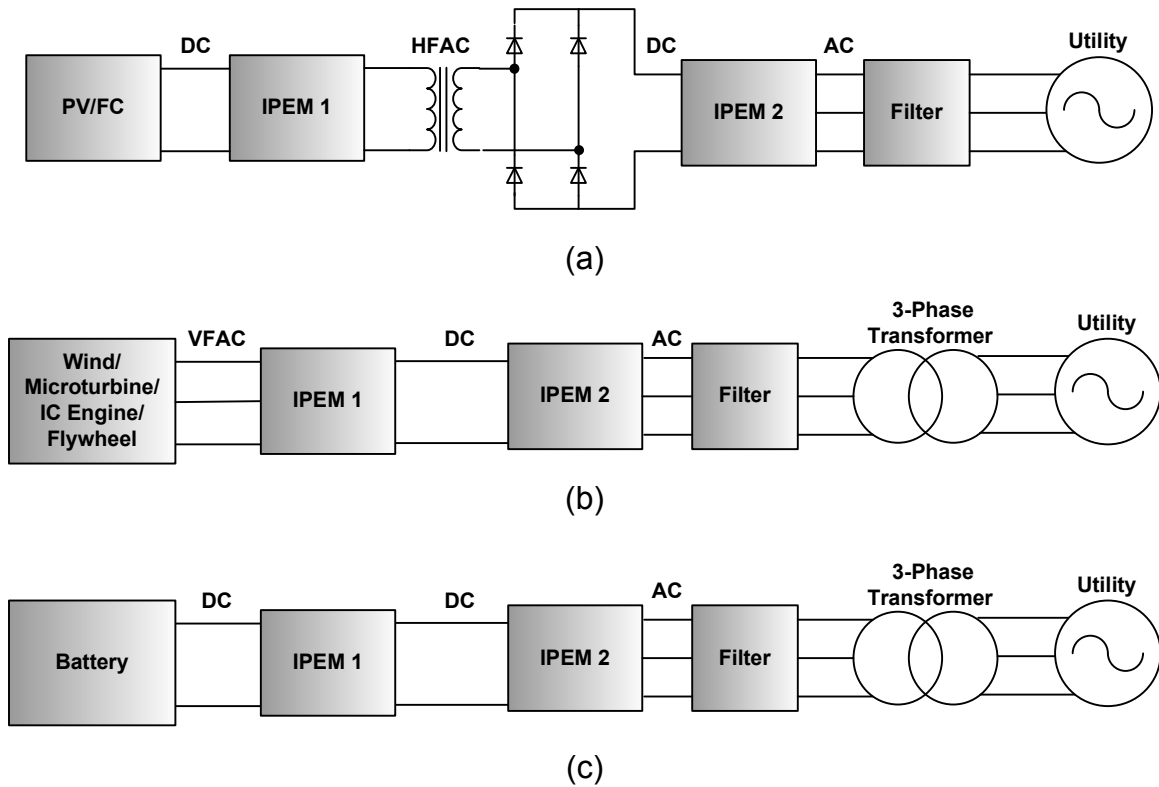 DC
HFAC
DC
AC
Utility
PV/FC
IPEM 1
IPEM 2
Filter
(a)
VFAC
DC
AC
3-Phase
Transformer
Utility
Wind/
Microturbine/
IC Engine/
Flywheel
IPEM 1
IPEM 2
Filter
(b)
DC
DC
AC
3-Phase
Transformer
Utility
Battery
IPEM 1
IPEM 2
Filter
(c)